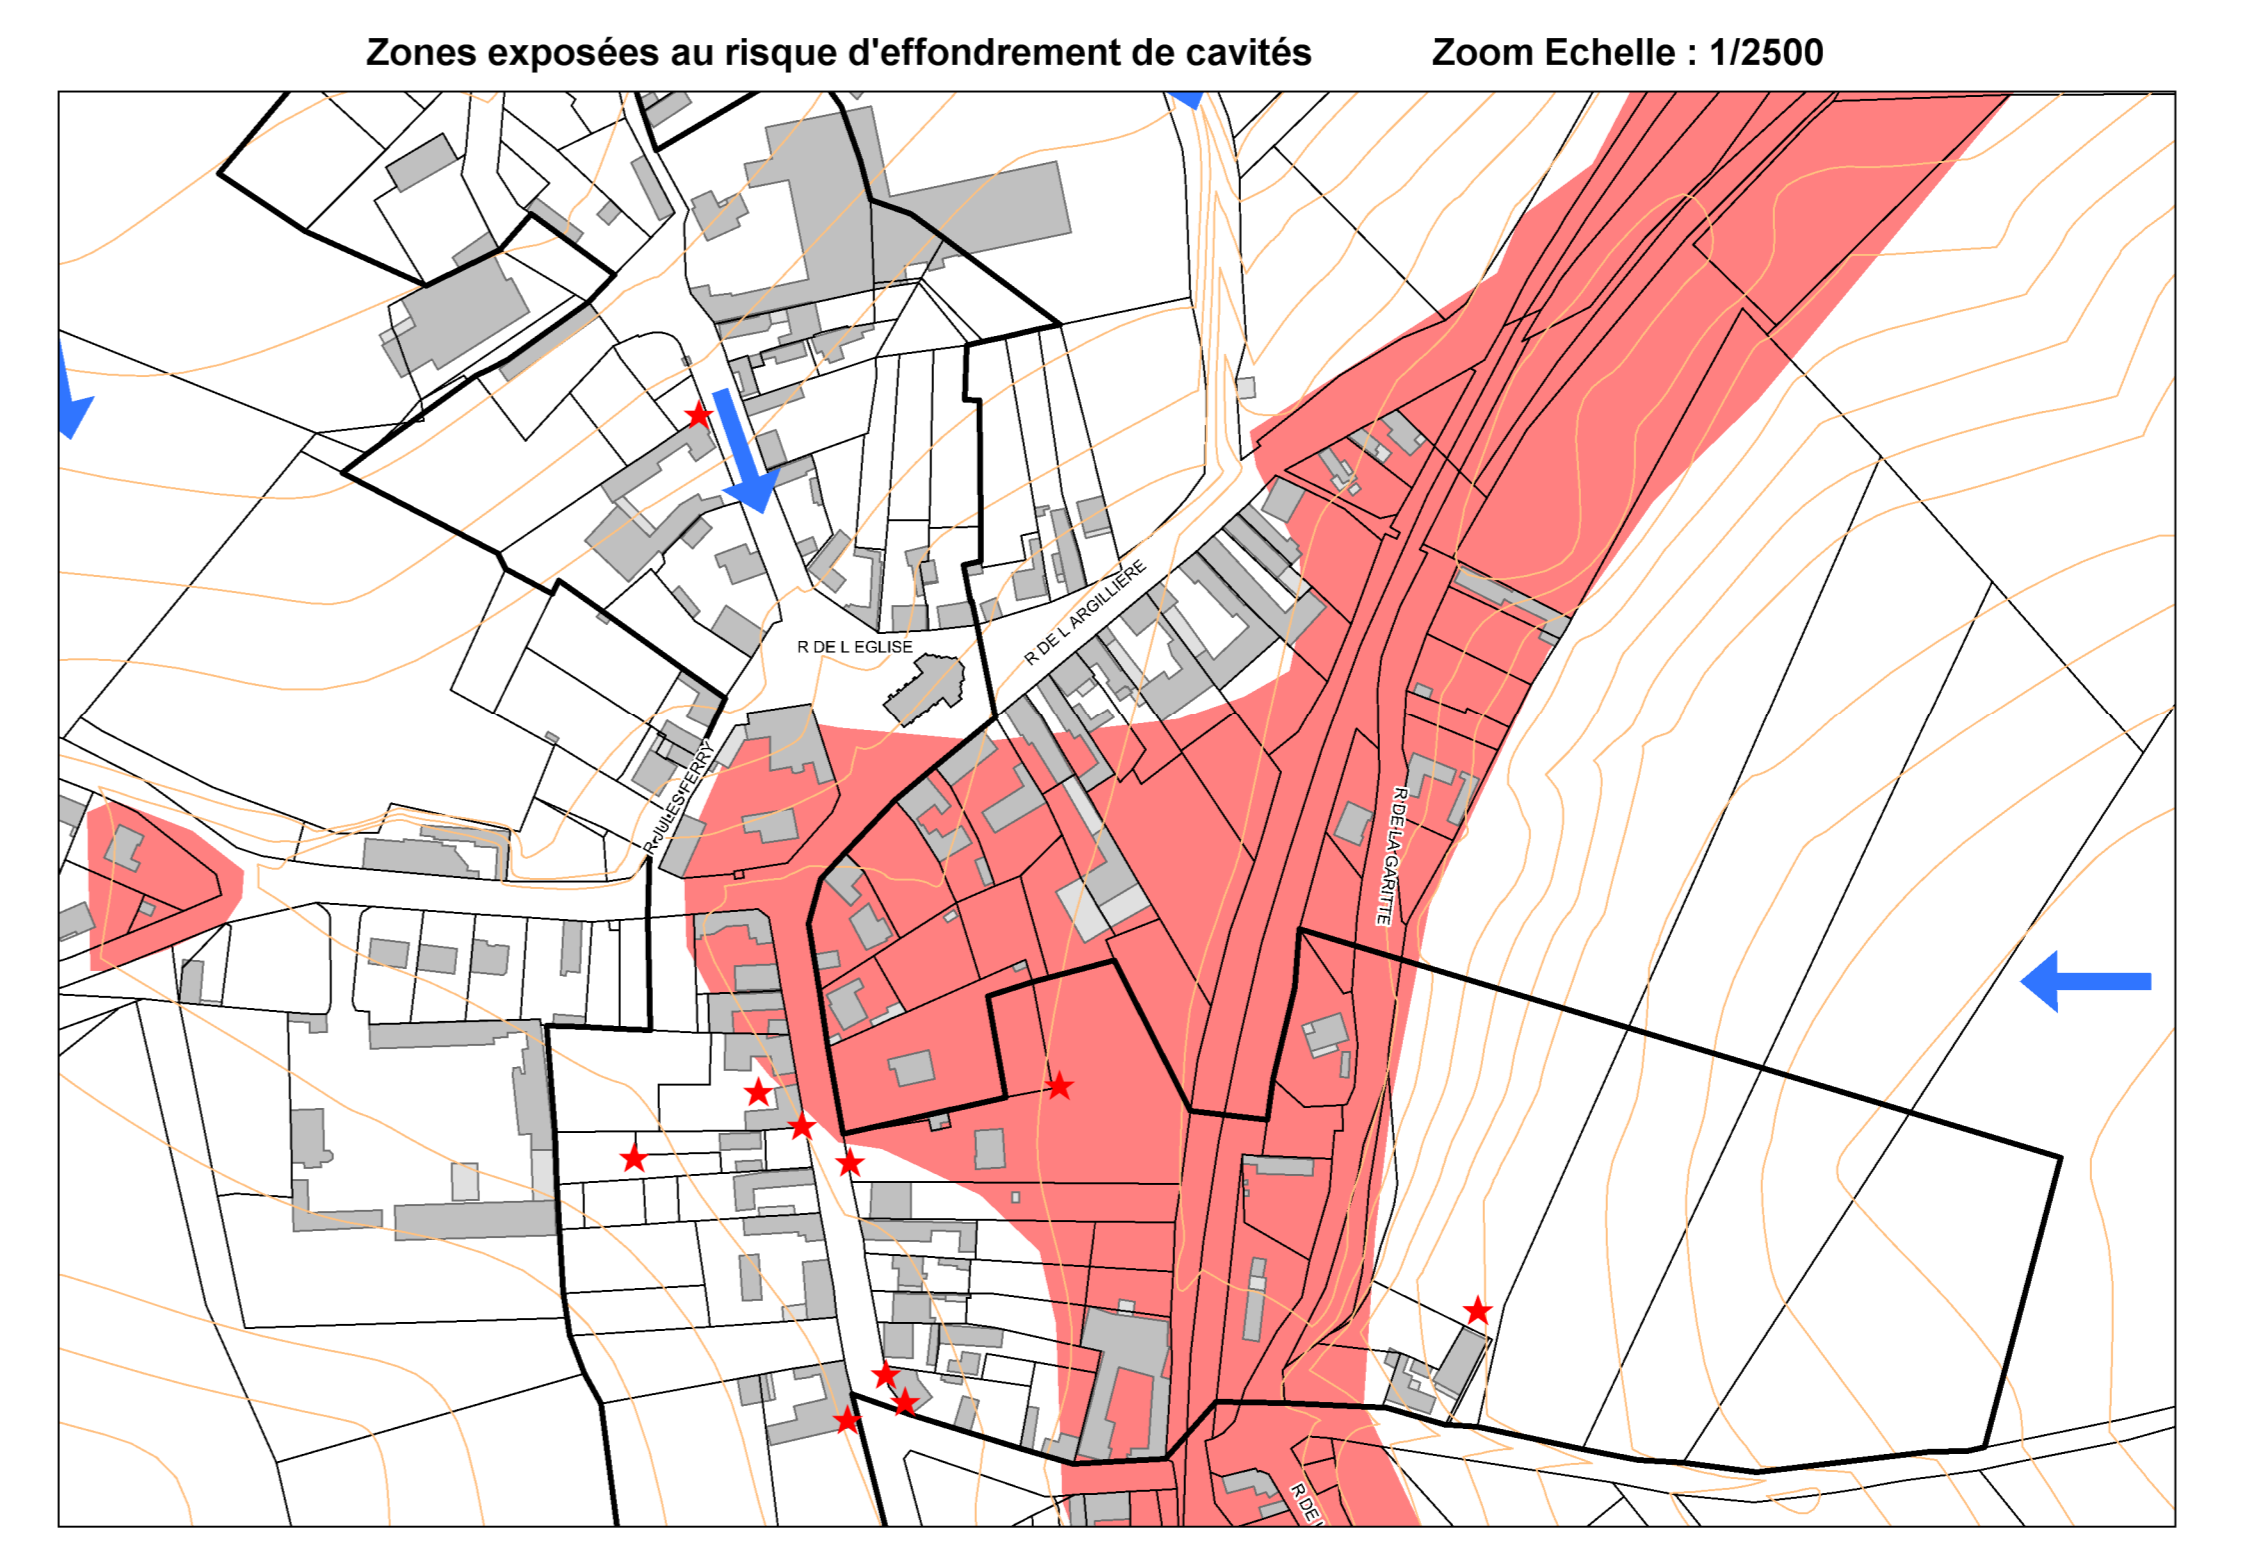 Zones exposées au risque d'effondrement de cavités
Zoom Echelle : 1/2500
R DE L ARGILLIERE
R DE L EGLISE
R JULES FERRY
R DE LA GARITTE
R DE